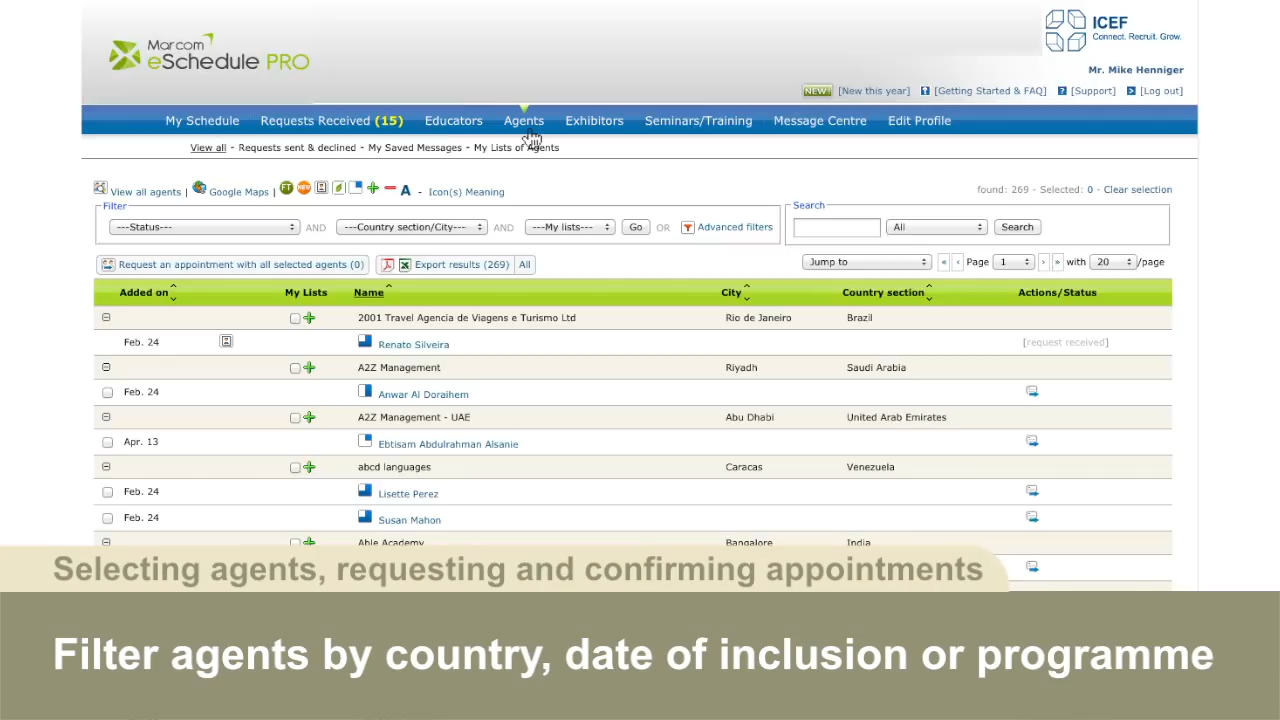 ICEF
Connect. Recruit. Grow.
Marcom
eSchedule PRO
Mr. Mike Henniger
NEW! [New this year] [Getting Started & FAQ] ? [Support] [Log out]
My Schedule Requests Received (15) Educators Agents Exhibitors Seminars/Training Message Centre Edit Profile
View all - Requests sent & declined - My Saved Messages - My Lists of Agents
View all agents | Google Maps | FT NEW A - Icon(s) Meaning
found: 269 - Selected: 0 - Clear selection
Filter
Search
---Status--- AND ---Country section/City--- AND ---My lists--- Go OR Advanced filters
All Search
Request an appointment with all selected agents (0) Export results (269) All
Jump to « ‹ Page 1 › » with 20 /page
Added on My Lists Name City Country section Actions/Status
2001 Travel Agencia de Viagens e Turismo Ltd Rio de Janeiro Brazil
Feb. 24 Renato Silveira [request received]
A2Z Management Riyadh Saudi Arabia
Feb. 24 Anwar Al Doraihem
A2Z Management - UAE Abu Dhabi United Arab Emirates
Apr. 13 Ebtisam Abdulrahman Alsanie
abcd languages Caracas Venezuela
Feb. 24 Lisette Perez
Feb. 24 Susan Mahon
Able Academy Bangalore India
Selecting agents, requesting and confirming appointments
Filter agents by country, date of inclusion or programme